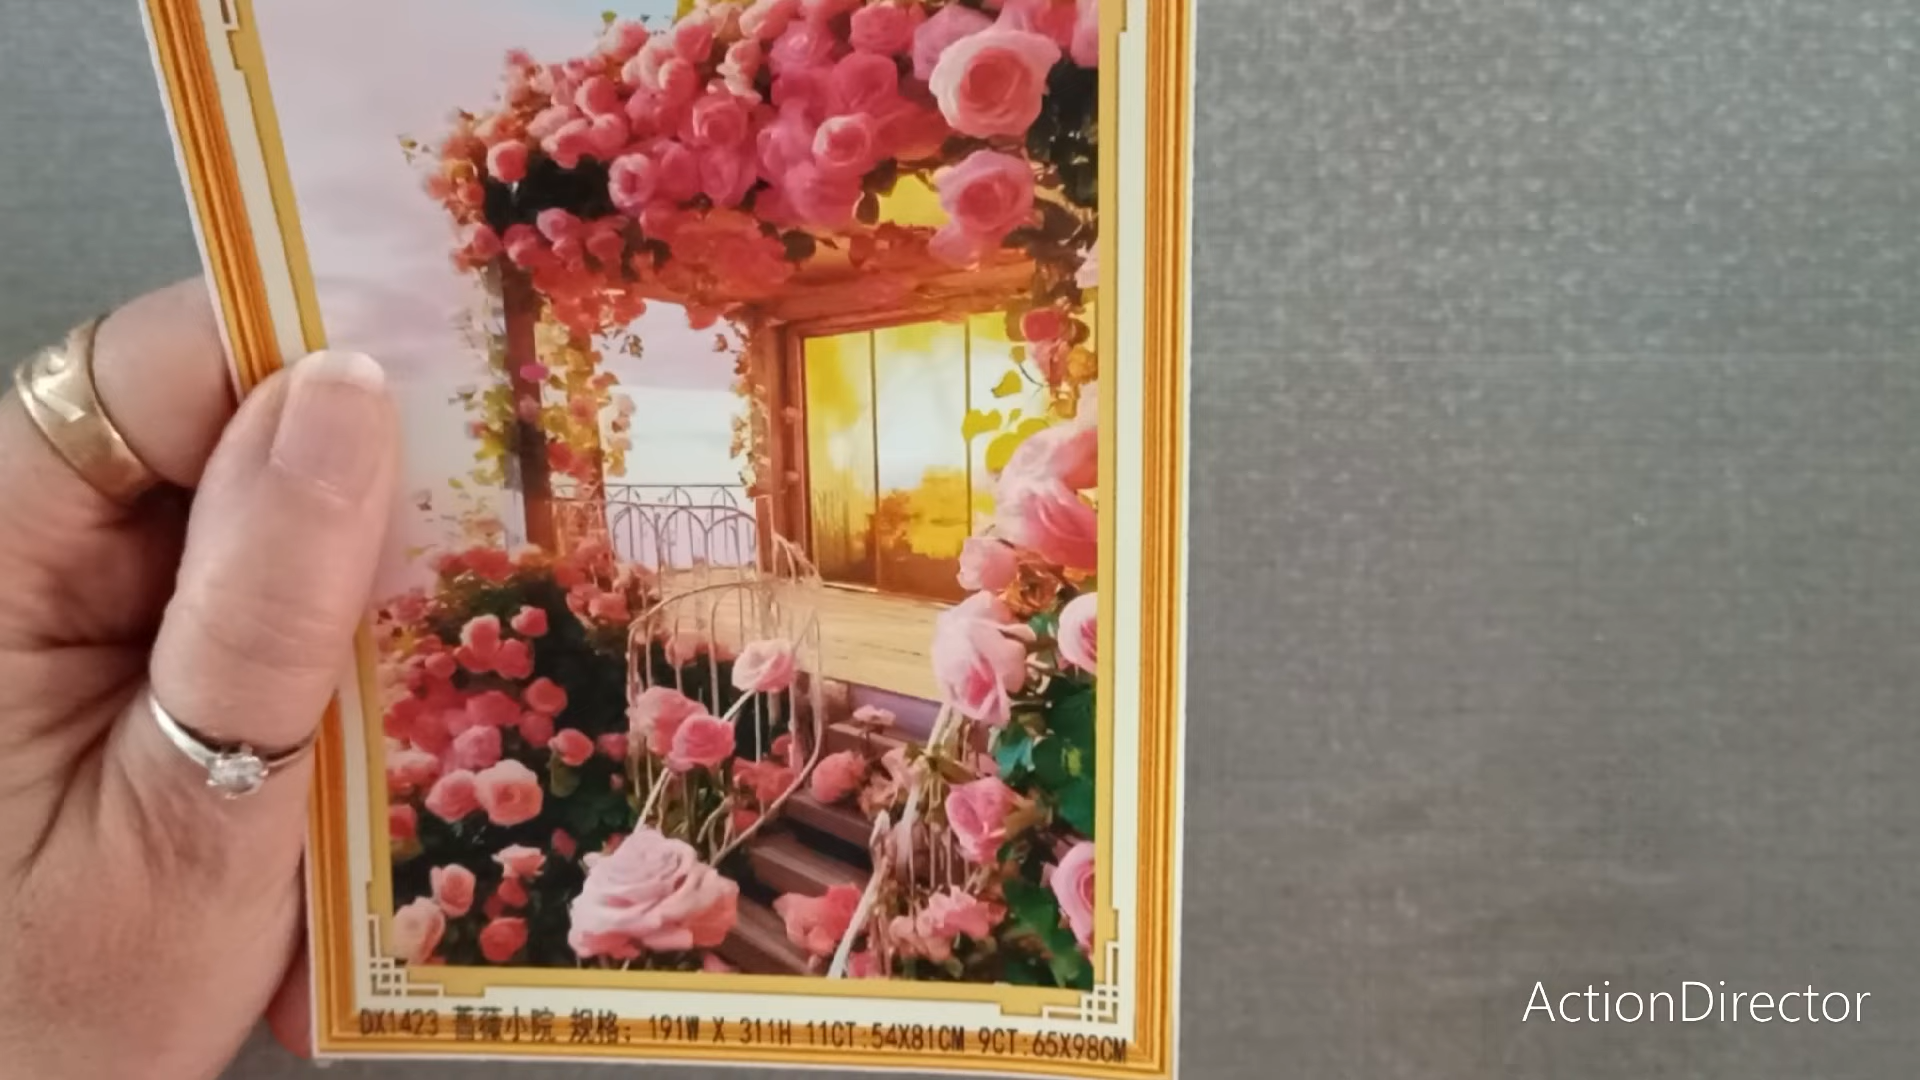 DX1423 蔷薇小院 规格: 191W X 311H 11CT:54X81CM 9CT:65X98CM
ActionDirector